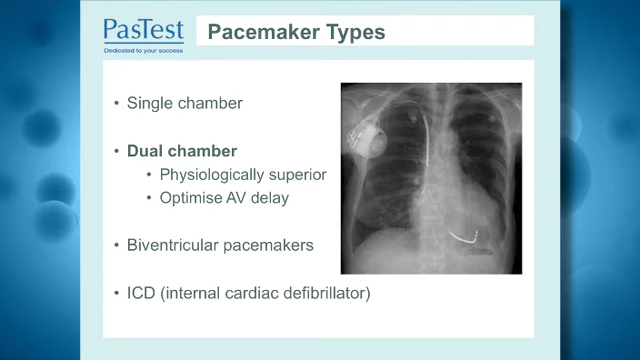 PasTest
Dedicated to your success
Pacemaker Types
• Single chamber
• Dual chamber
• Physiologically superior
• Optimise AV delay
• Biventricular pacemakers
• ICD (internal cardiac defibrillator)